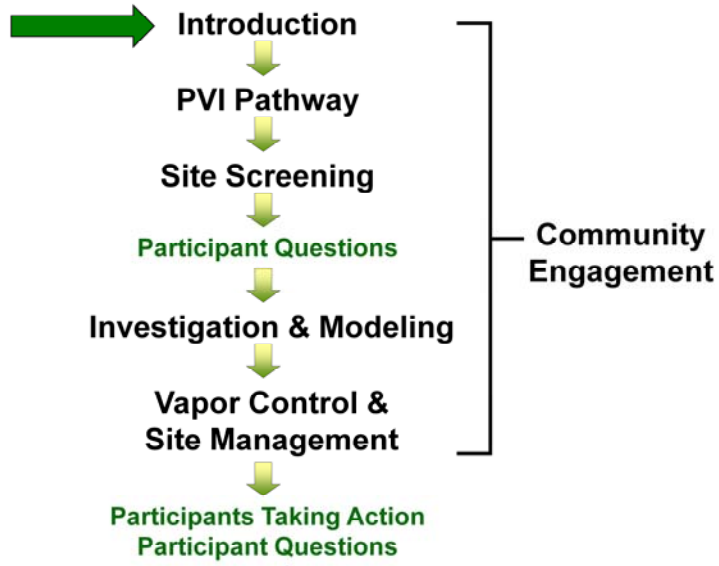 Introduction
PVI Pathway
Site Screening
Participant Questions
Investigation & Modeling
Vapor Control &
Site Management
Participants Taking Action
Participant Questions
Community
Engagement